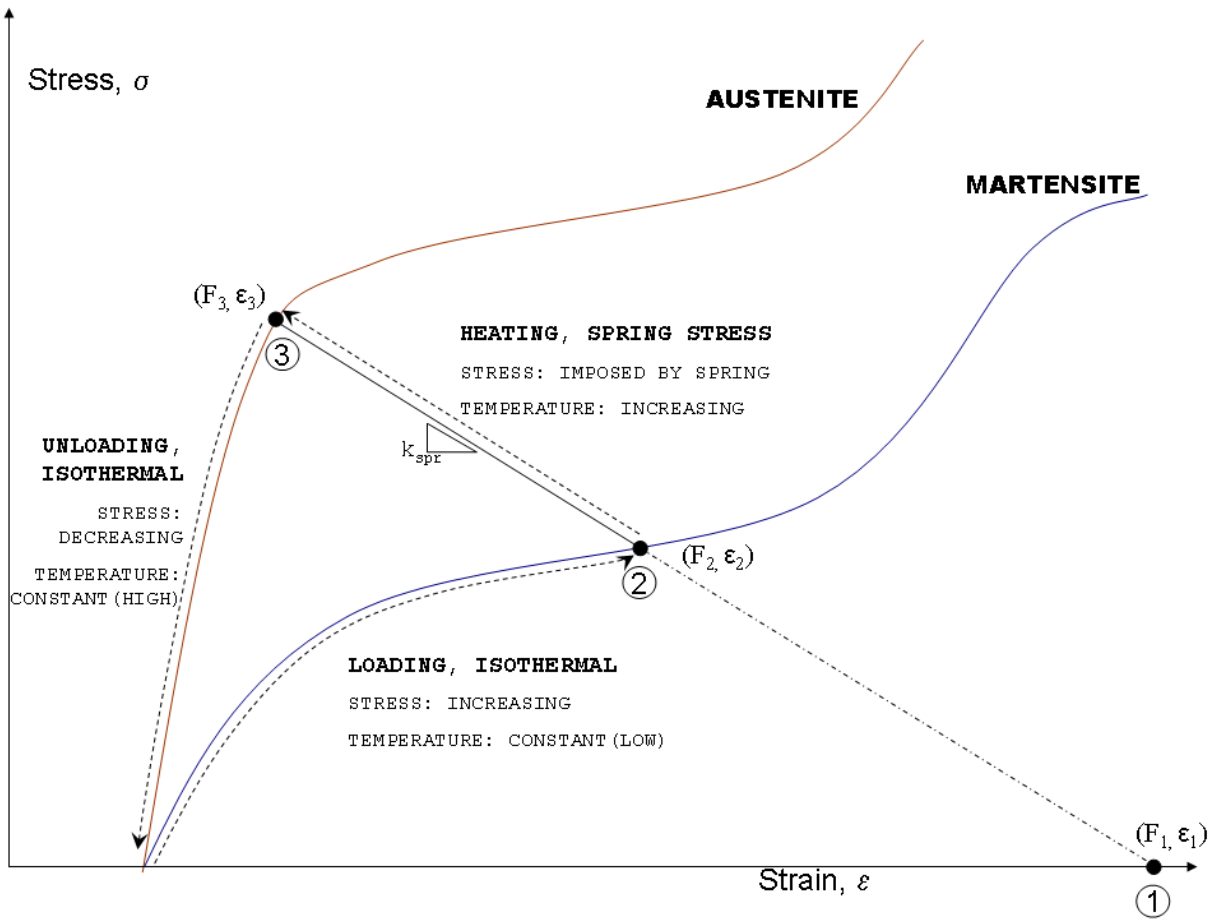 Stress, σ
AUSTENITE
MARTENSITE
(F3, ε3)
③
HEATING, SPRING STRESS
STRESS: IMPOSED BY SPRING
TEMPERATURE: INCREASING
kspr
UNLOADING,
ISOTHERMAL
STRESS:
DECREASING
TEMPERATURE:
CONSTANT(HIGH)
(F2, ε2)
②
LOADING, ISOTHERMAL
STRESS: INCREASING
TEMPERATURE: CONSTANT(LOW)
(F1, ε1)
Strain, ε
①